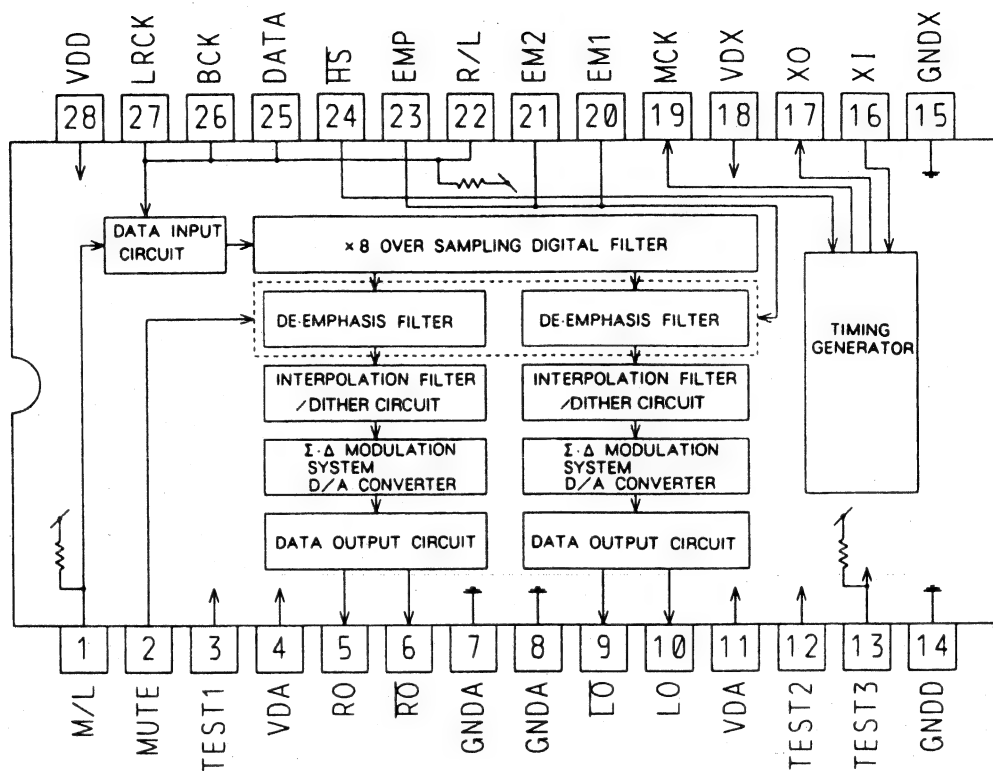 VDD
LRCK
BCK
DATA
H̅S̅
EMP
R/L
EM2
EM1
MCK
VDX
XO
XI
GNDX
28
27
26
25
24
23
22
21
20
19
18
17
16
15
DATA INPUT
CIRCUIT
×8 OVER SAMPLING DIGITAL FILTER
DE·EMPHASIS FILTER
DE·EMPHASIS FILTER
TIMING
GENERATOR
INTERPOLATION FILTER
/DITHER CIRCUIT
INTERPOLATION FILTER
/DITHER CIRCUIT
Σ·Δ MODULATION
SYSTEM
D/A CONVERTER
Σ·Δ MODULATION
SYSTEM
D/A CONVERTER
DATA OUTPUT CIRCUIT
DATA OUTPUT CIRCUIT
1
2
3
4
5
6
7
8
9
10
11
12
13
14
M/L
MUTE
TEST1
VDA
RO
R̅O̅
GNDA
GNDA
L̅O̅
LO
VDA
TEST2
TEST3
GNDD